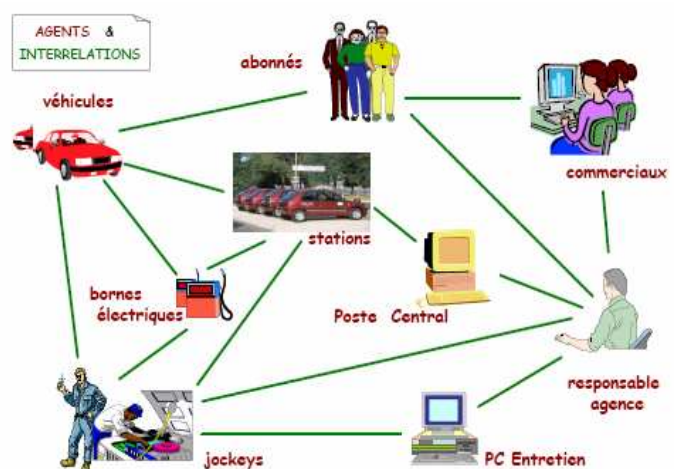 AGENTS &
INTERRELATIONS
abonnés
véhicules
commerciaux
stations
bornes
électriques
Poste Central
responsable
agence
jockeys
PC Entretien